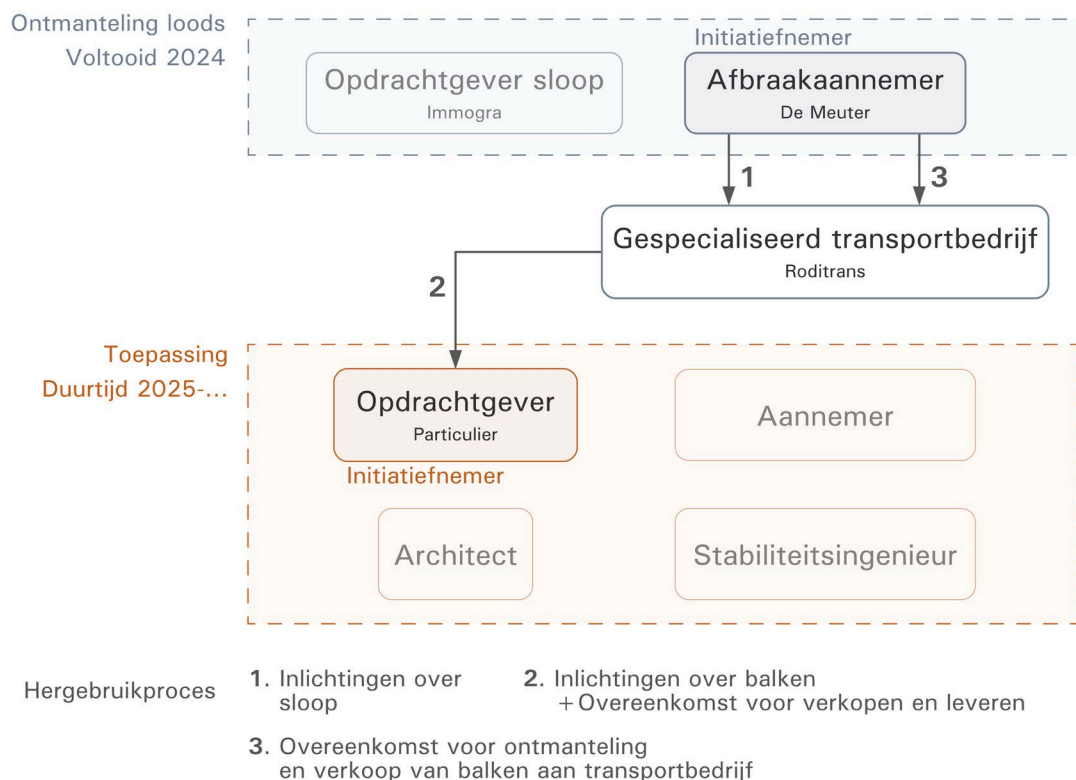 Ontmanteling loods
Voltooid 2024
Initiatiefnemer
Opdrachtgever sloop
Immogra
Afbraakaannemer
De Meuter
1
3
Gespecialiseerd transportbedrijf
Roditrans
2
Toepassing
Duurtijd 2025-...
Opdrachtgever
Particulier
Initiatiefnemer
Aannemer
Architect
Stabiliteitsingenieur
Hergebruikproces
1. Inlichtingen over
sloop
2. Inlichtingen over balken
+Overeenkomst voor verkopen en leveren
3. Overeenkomst voor ontmanteling
en verkoop van balken aan transportbedrijf